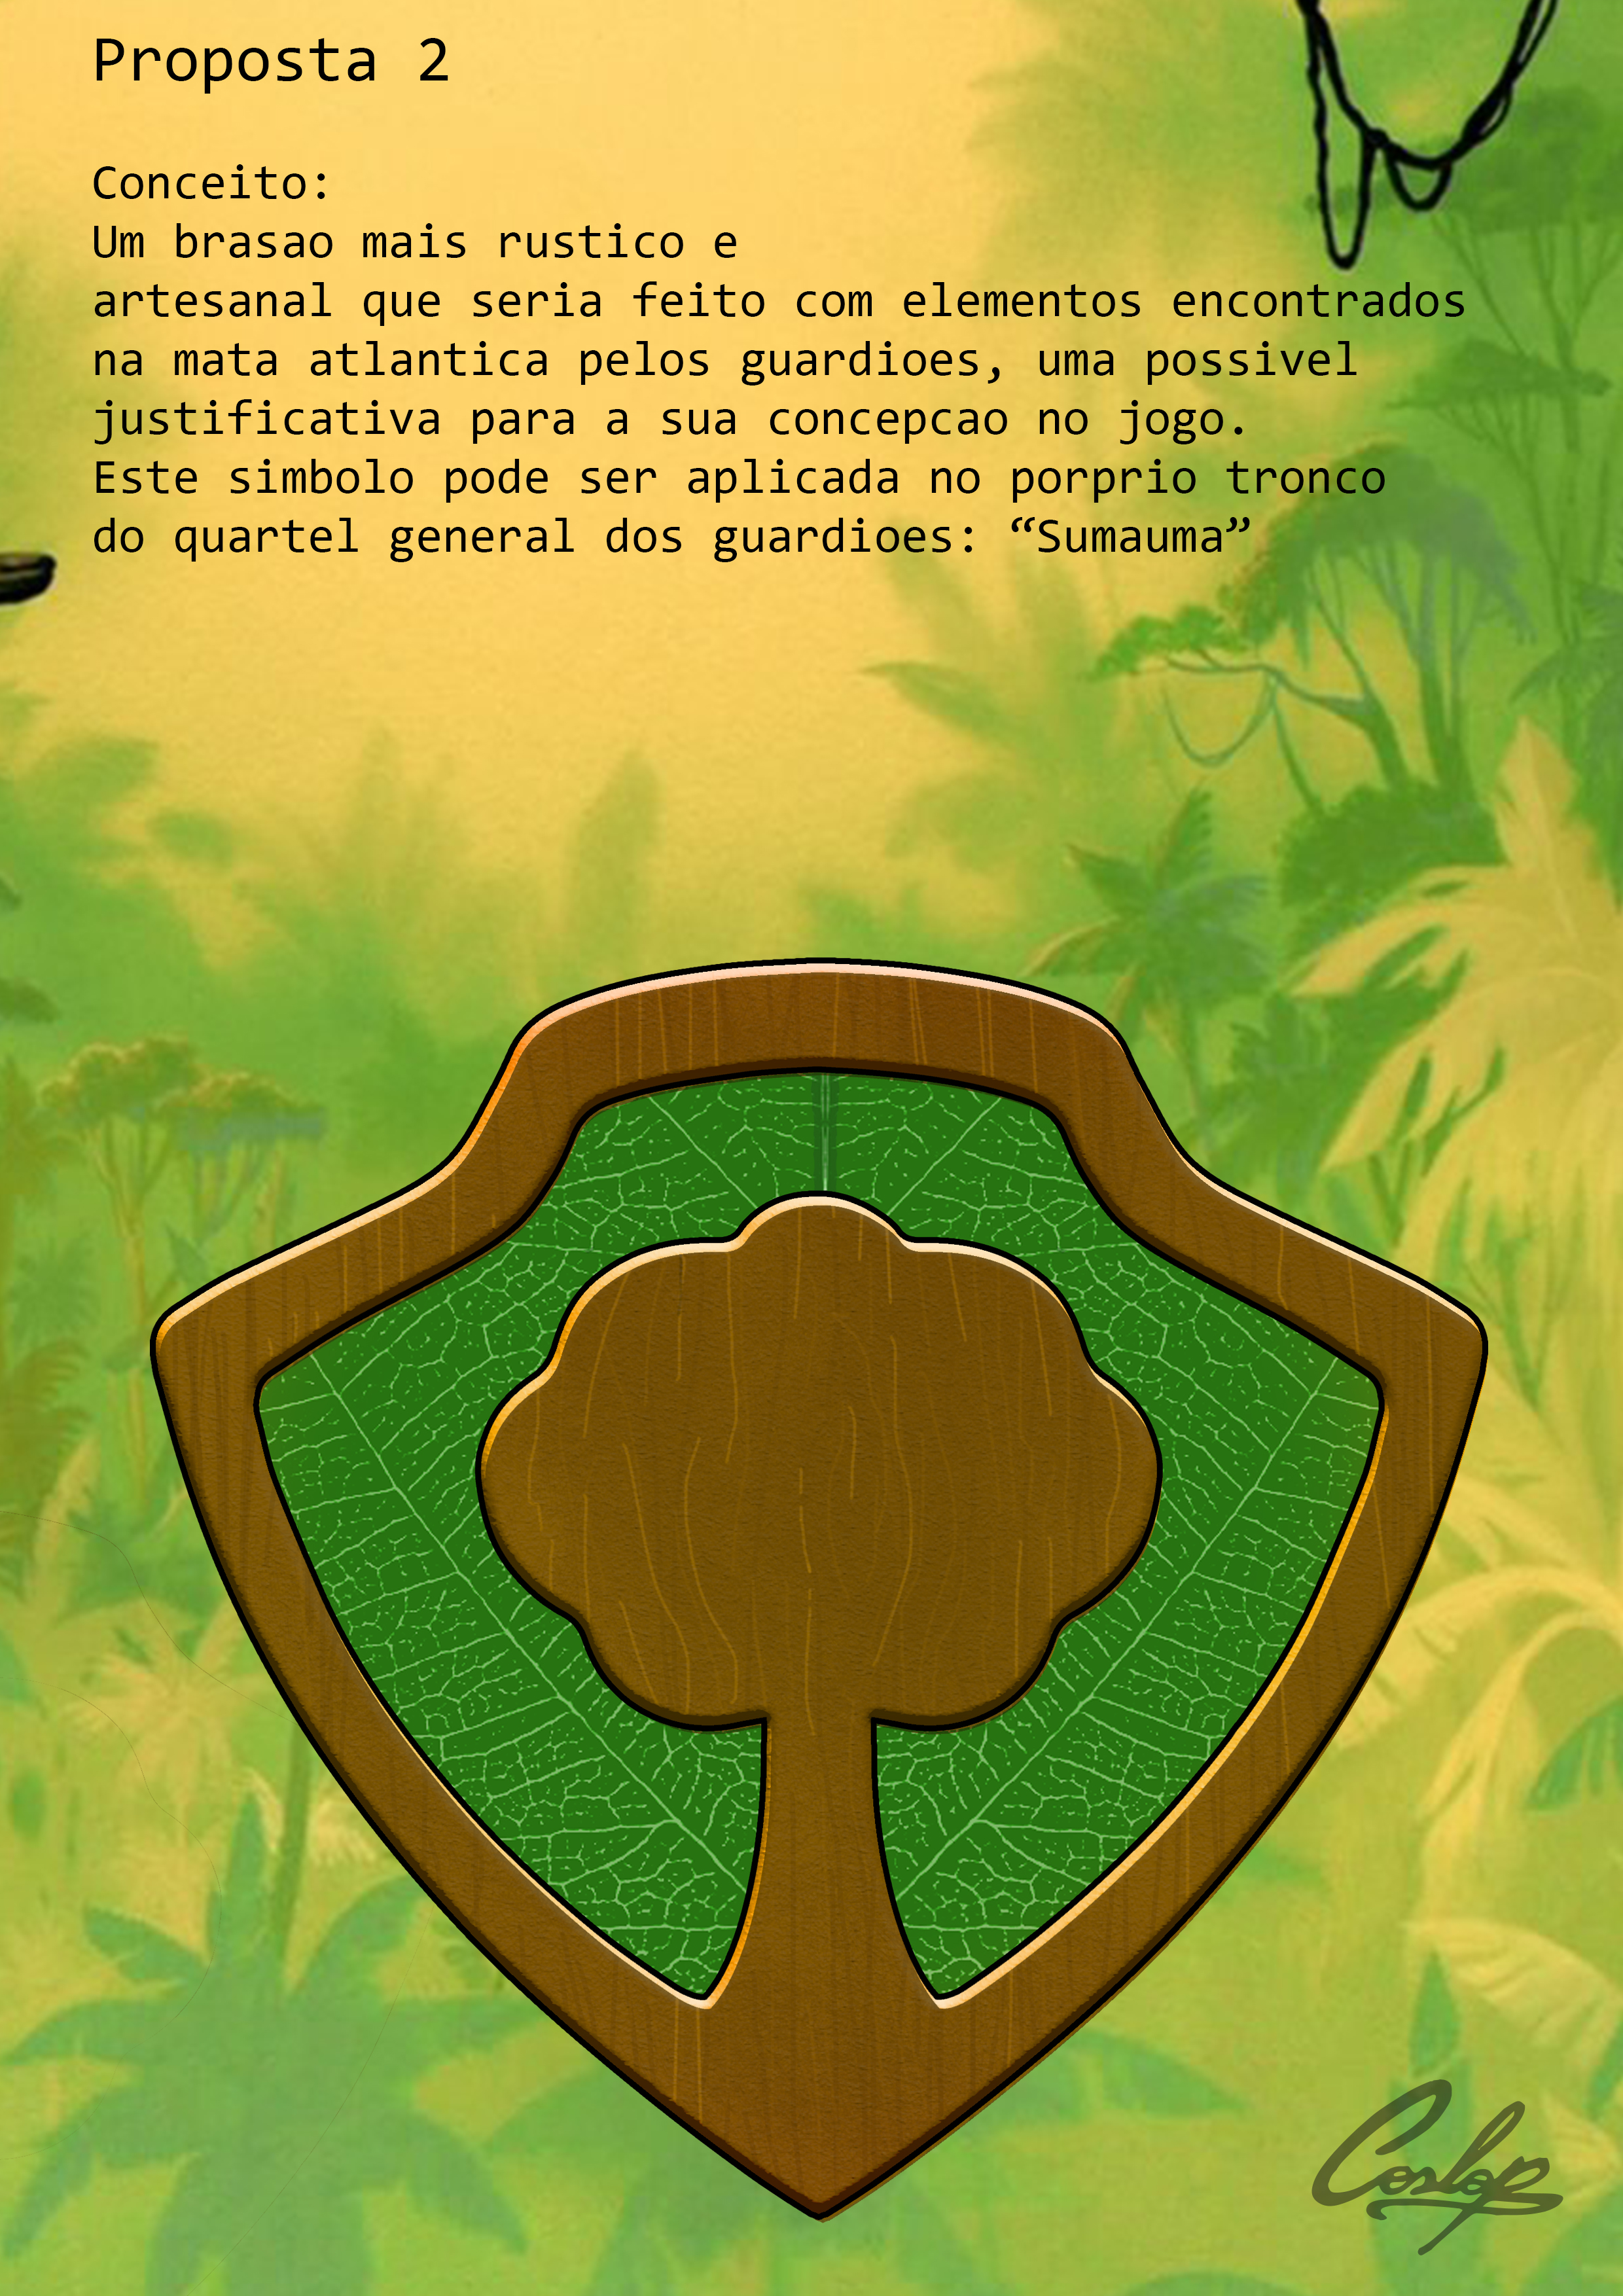 Proposta 2
Conceito:
Um brasao mais rustico e
artesanal que seria feito com elementos encontrados
na mata atlantica pelos guardioes, uma possivel
justificativa para a sua concepcao no jogo.
Este simbolo pode ser aplicada no porprio tronco
do quartel general dos guardioes: “Sumauma”